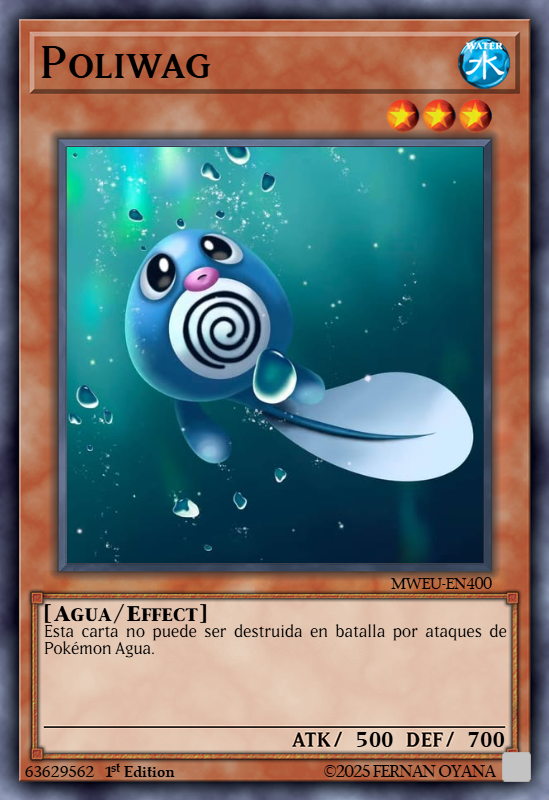 Poliwag
WATER
水
MWEU-EN400
[Agua/Effect]
Esta carta no puede ser destruida en batalla por ataques de
Pokémon Agua.
ATK/ 500 DEF/ 700
63629562 1st Edition ©2025 FERNAN OYANA